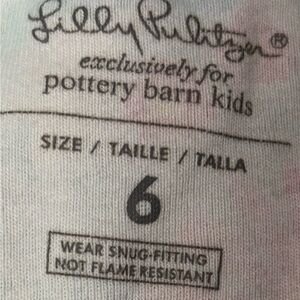 Lilly Pulitzer®
exclusively for
pottery barn kids
SIZE / TAILLE / TALLA
6
WEAR SNUG-FITTING
NOT FLAME RESISTANT